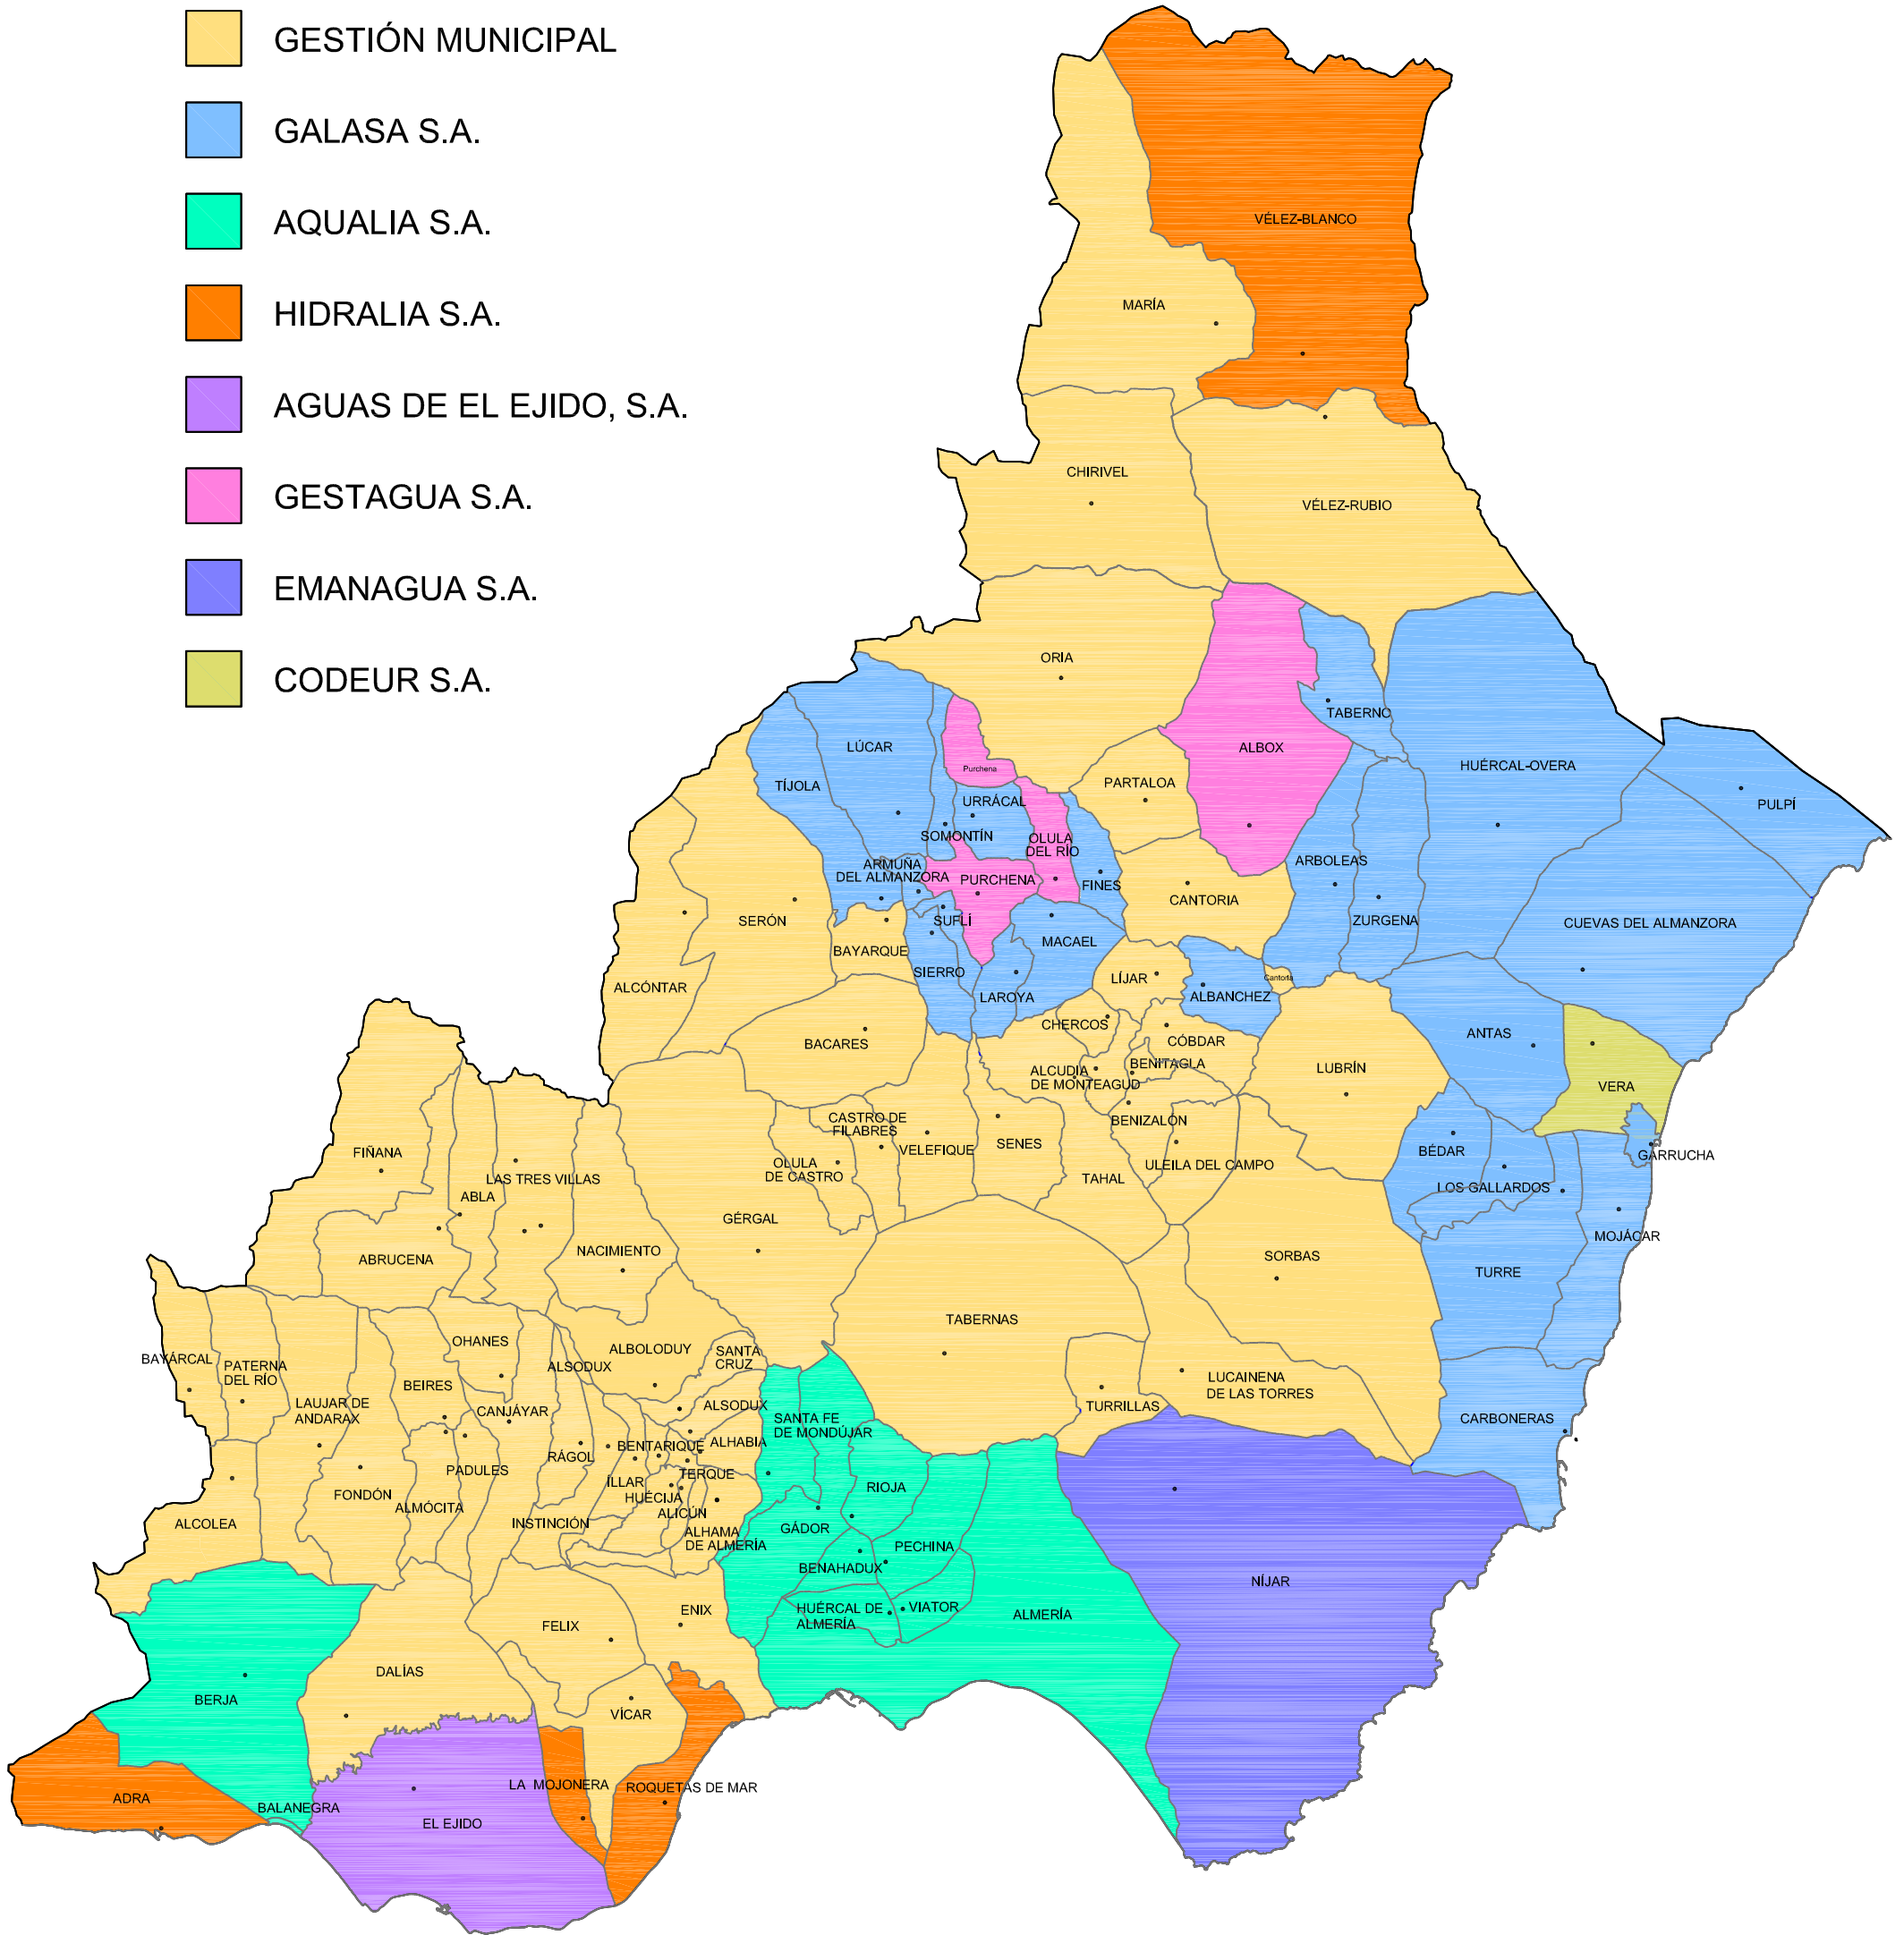 GESTIÓN MUNICIPAL
GALASA S.A.
AQUALIA S.A.
HIDRALIA S.A.
AGUAS DE EL EJIDO, S.A.
GESTAGUA S.A.
EMANAGUA S.A.
CODEUR S.A.
VÉLEZ-BLANCO
MARÍA
CHIRIVEL
VÉLEZ-RUBIO
ORIA
TABERNO
LÚCAR
ALBOX
HUÉRCAL-OVERA
Purchena
TÍJOLA
PARTALOA
URRÁCAL
PULPÍ
SOMONTÍN
OLULA
DEL RÍO
ARMUÑA
DEL ALMANZORA
PURCHENA
FINES
ARBOLEAS
CANTORIA
SERÓN
SUFLÍ
ZURGENA
CUEVAS DEL ALMANZORA
BAYARQUE
MACAEL
SIERRO
LÍJAR
Cantoria
ALCÓNTAR
LAROYA
ALBANCHEZ
CHERCOS
ANTAS
BACARES
CÓBDAR
BENITAGLA
LUBRÍN
ALCUDIA
DE MONTEAGUD
VERA
CASTRO DE
FILABRES
BENIZALÓN
SENES
VELEFIQUE
FIÑANA
BÉDAR
GARRUCHA
OLULA
DE CASTRO
ULEILA DEL CAMPO
LAS TRES VILLAS
TAHAL
ABLA
LOS GALLARDOS
GÉRGAL
MOJÁCAR
NACIMIENTO
SORBAS
ABRUCENA
TURRE
TABERNAS
OHANES
ALBOLODUY
SANTA
CRUZ
BAYÁRCAL
PATERNA
DEL RÍO
ALSODUX
BEIRES
LUCAINENA
DE LAS TORRES
LAUJAR DE
ANDARAX
CANJÁYAR
ALSODUX
TURRILLAS
SANTA FE
DE MONDÚJAR
CARBONERAS
BENTARIQUE
ALHABIA
RÁGOL
PADULES
TERQUE
ÍLLAR
RIOJA
FONDÓN
HUÉCIJA
ALMÓCITA
ALICÚN
ALCOLEA
INSTINCIÓN
GÁDOR
ALHAMA
DE ALMERÍA
PECHINA
BENAHADUX
NÍJAR
HUÉRCAL DE
ALMERÍA
VIATOR
ENIX
ALMERÍA
FELIX
DALÍAS
BERJA
VÍCAR
LA MOJONERA
ROQUETAS DE MAR
ADRA
BALANEGRA
EL EJIDO